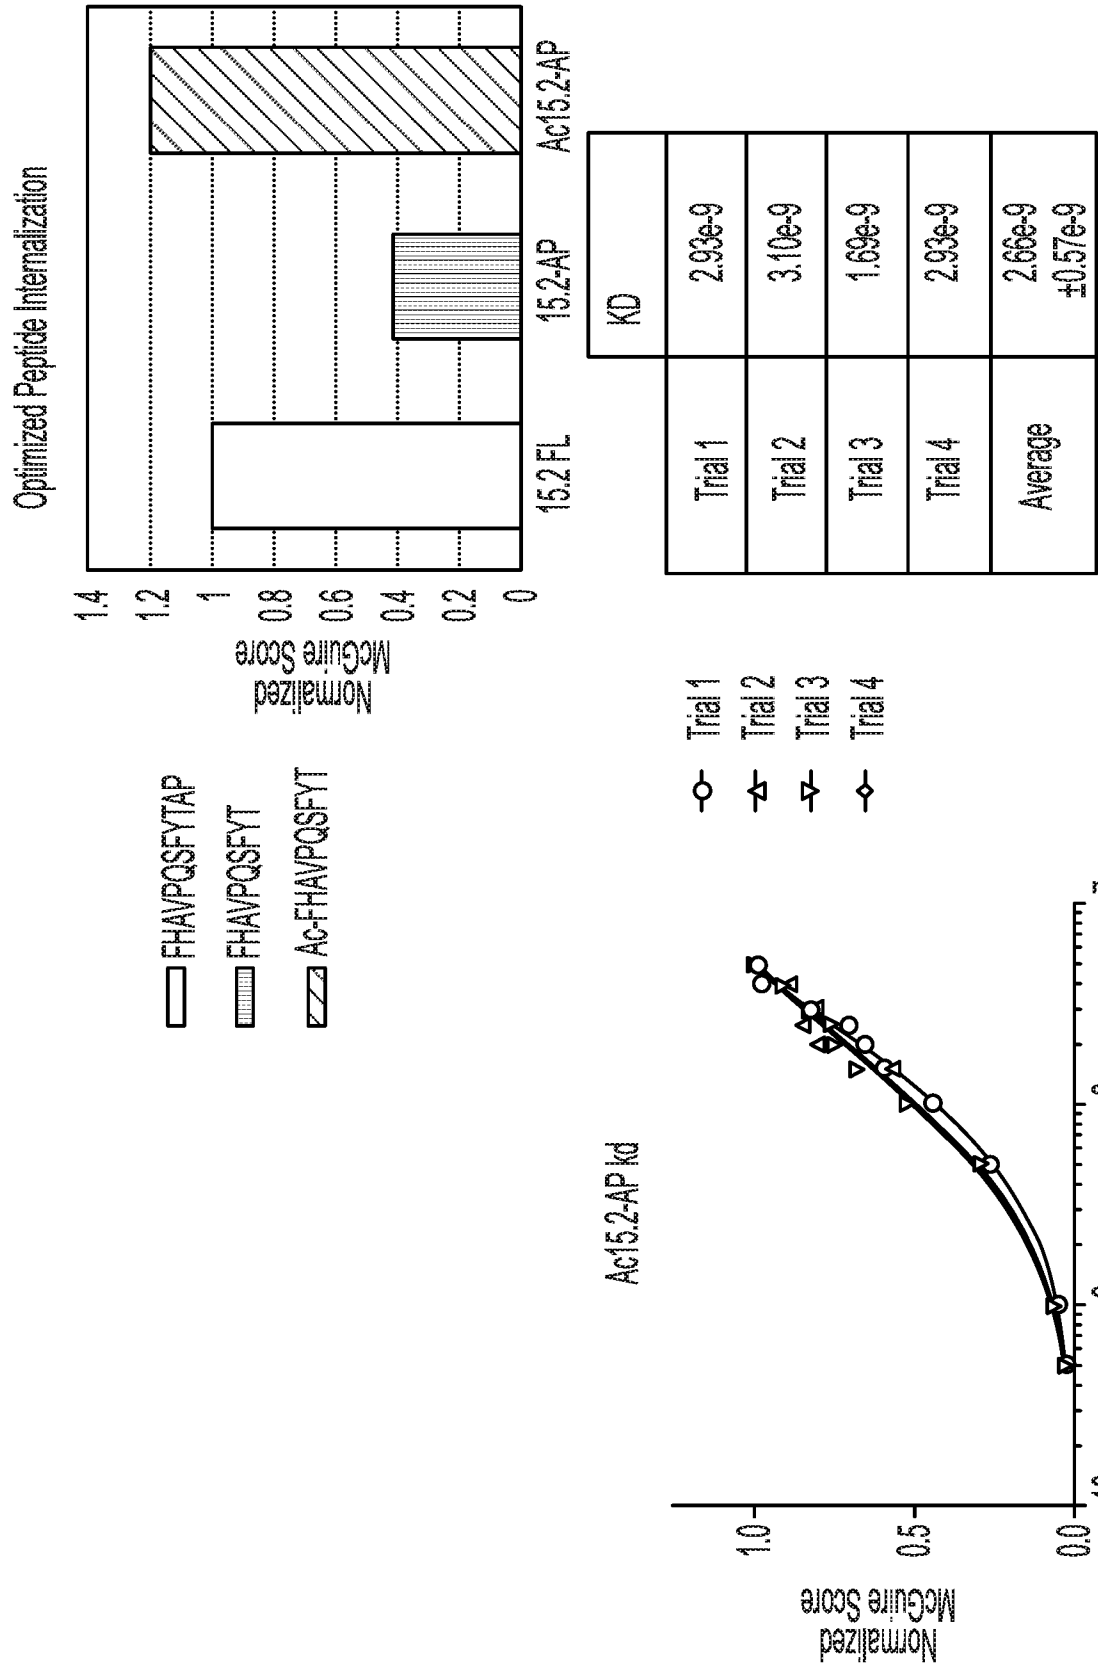 FHAVPQSFYTAP
FHAVPQSFYT
Ac-FHAVPQSFYT
Optimized Peptide Internalization
Normalized
McGuire Score
1.4
1.2
1
0.8
0.6
0.4
0.2
0
15.2 FL
15.2-AP
Ac15.2-AP
Ac15.2-AP kd
Normalized
McGuire Score
1.0
0.5
0.0
Trial 1
Trial 2
Trial 3
Trial 4
KD
Trial 1 2.93e-9
Trial 2 3.10e-9
Trial 3 1.69e-9
Trial 4 2.93e-9
Average 2.66e-9
±0.57e-9